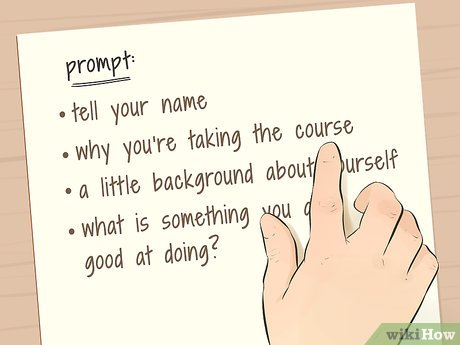 prompt:
• tell your name
• why you're taking the course
• a little background about yourself
• what is something you
good at doing?
wikiHow